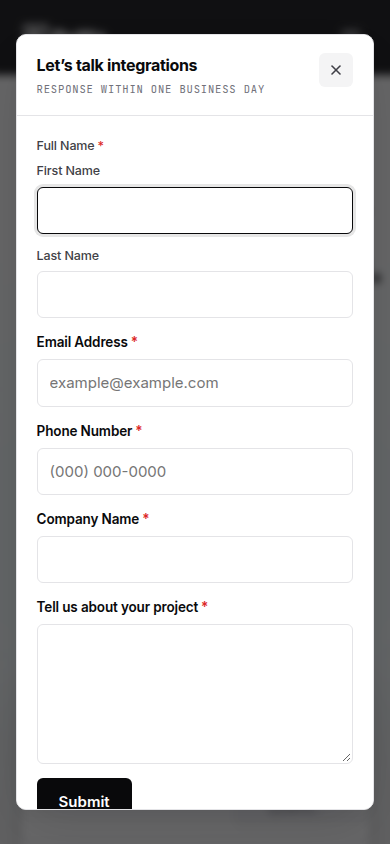 Let's talk integrations
RESPONSE WITHIN ONE BUSINESS DAY
Full Name *
First Name
Last Name
Email Address *
example@example.com
Phone Number *
(000) 000-0000
Company Name *
Tell us about your project *
Submit